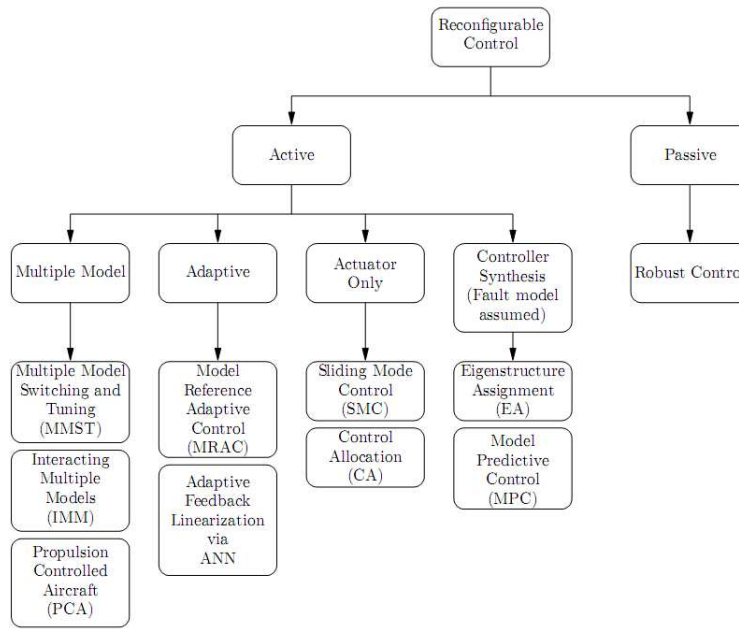 Reconfigurable
Control
Active
Passive
Multiple Model
Adaptive
Actuator
Only
Controller
Synthesis
(Fault model
assumed)
Robust Control
Multiple Model
Switching and
Tuning
(MMST)
Model
Reference
Adaptive
Control
(MRAC)
Sliding Mode
Control
(SMC)
Eigenstructure
Assignment
(EA)
Interacting
Multiple
Models
(IMM)
Adaptive
Feedback
Linearization
via
ANN
Control
Allocation
(CA)
Model
Predictive
Control
(MPC)
Propulsion
Controlled
Aircraft
(PCA)